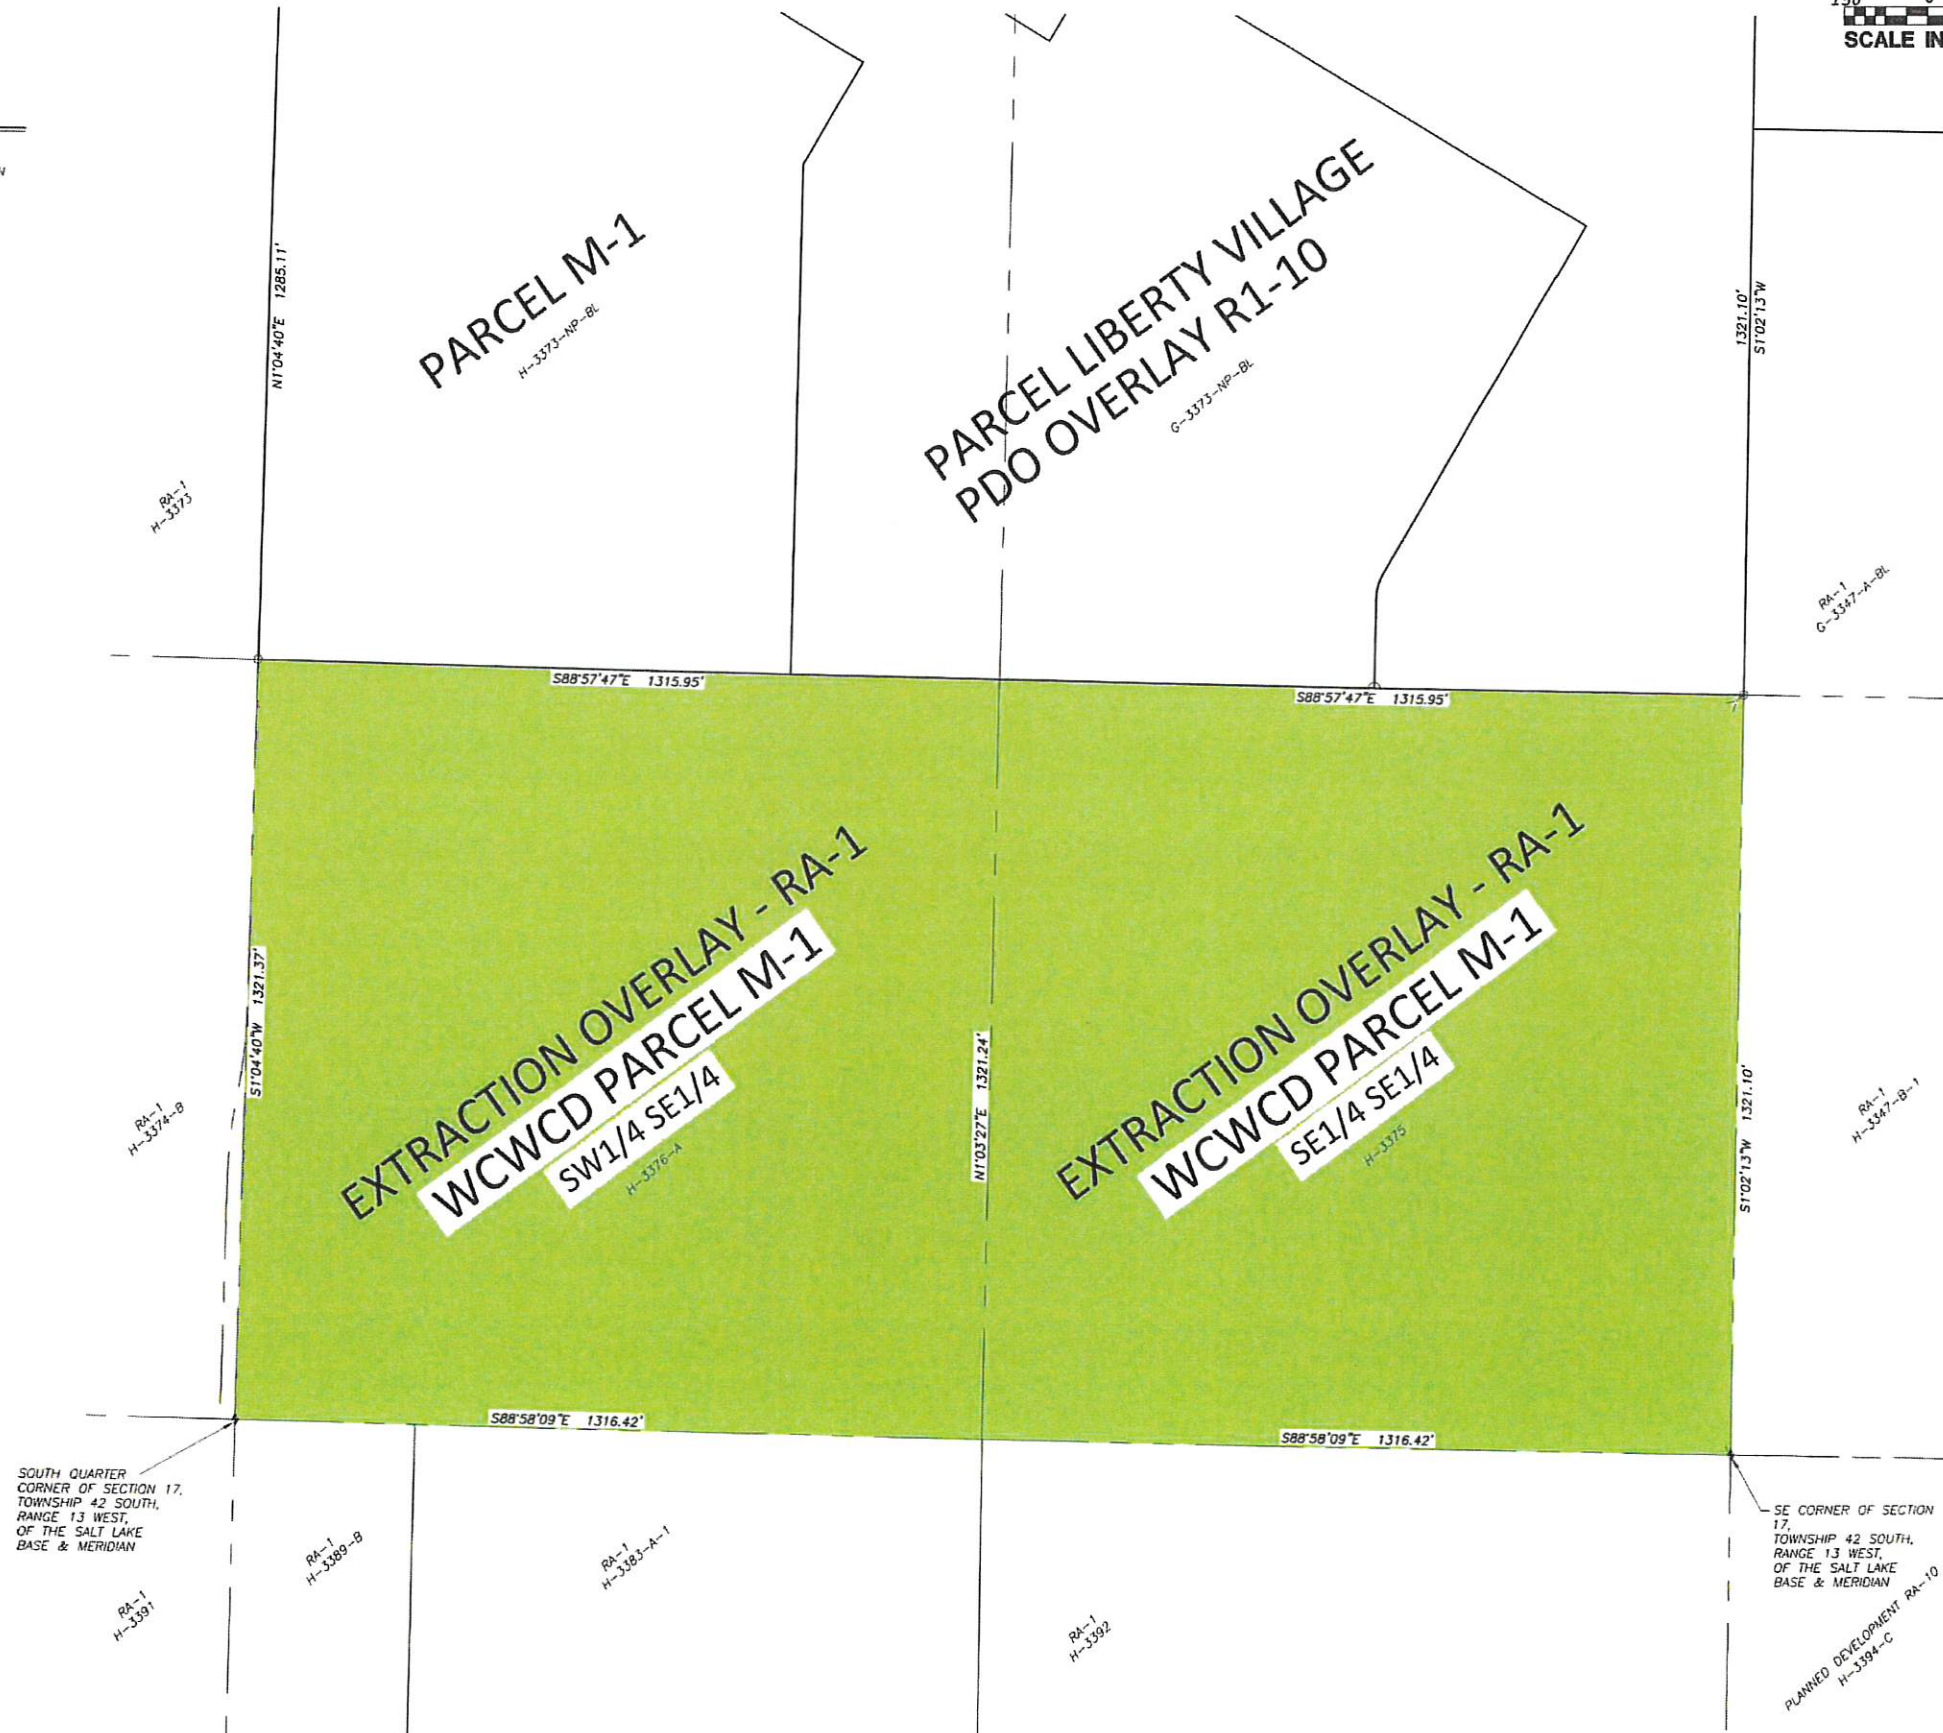 SCALE IN
N1°04'40"E 1285.11'
PARCEL M-1
H-3373-NP-BL
PARCEL LIBERTY VILLAGE
PDO OVERLAY R1-10
G-3373-NP-BL
1321.10'
S1°02'13"W
RA-1
H-3373
RA-1
G-3347-A-BL
S88°57'47"E 1315.95'
S88°57'47"E 1315.95'
EXTRACTION OVERLAY - RA-1
WCWCD PARCEL M-1
SW1/4 SE1/4
H-3376-A
EXTRACTION OVERLAY - RA-1
WCWCD PARCEL M-1
SE1/4 SE1/4
H-3375
S1°04'40"W 1321.37'
N1°03'27"E 1321.24'
S1°02'13"W 1321.10'
RA-1
H-3374-B
RA-1
H-3347-B-1
S88°58'09"E 1316.42'
S88°58'09"E 1316.42'
SOUTH QUARTER
CORNER OF SECTION 17,
TOWNSHIP 42 SOUTH,
RANGE 13 WEST,
OF THE SALT LAKE
BASE & MERIDIAN
SE CORNER OF SECTION
17,
TOWNSHIP 42 SOUTH,
RANGE 13 WEST,
OF THE SALT LAKE
BASE & MERIDIAN
RA-1
H-3389-B
RA-1
H-3383-A-1
RA-1
H-3391
RA-1
H-3392
PLANNED DEVELOPMENT RA-10
H-3394-C